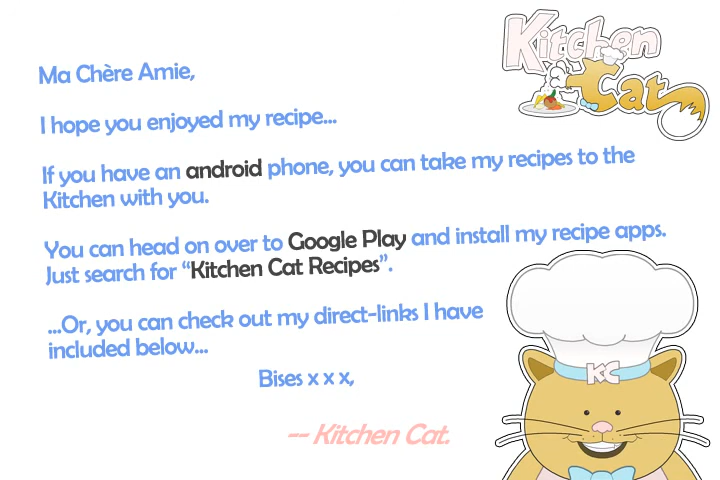 Kitchen
Cat
Ma Chère Amie,
I hope you enjoyed my recipe...
If you have an android phone, you can take my recipes to the
Kitchen with you.
You can head on over to Google Play and install my recipe apps.
Just search for “Kitchen Cat Recipes”.
...Or, you can check out my direct-links I have
included below...
Bises x x x,
-- Kitchen Cat.
KC